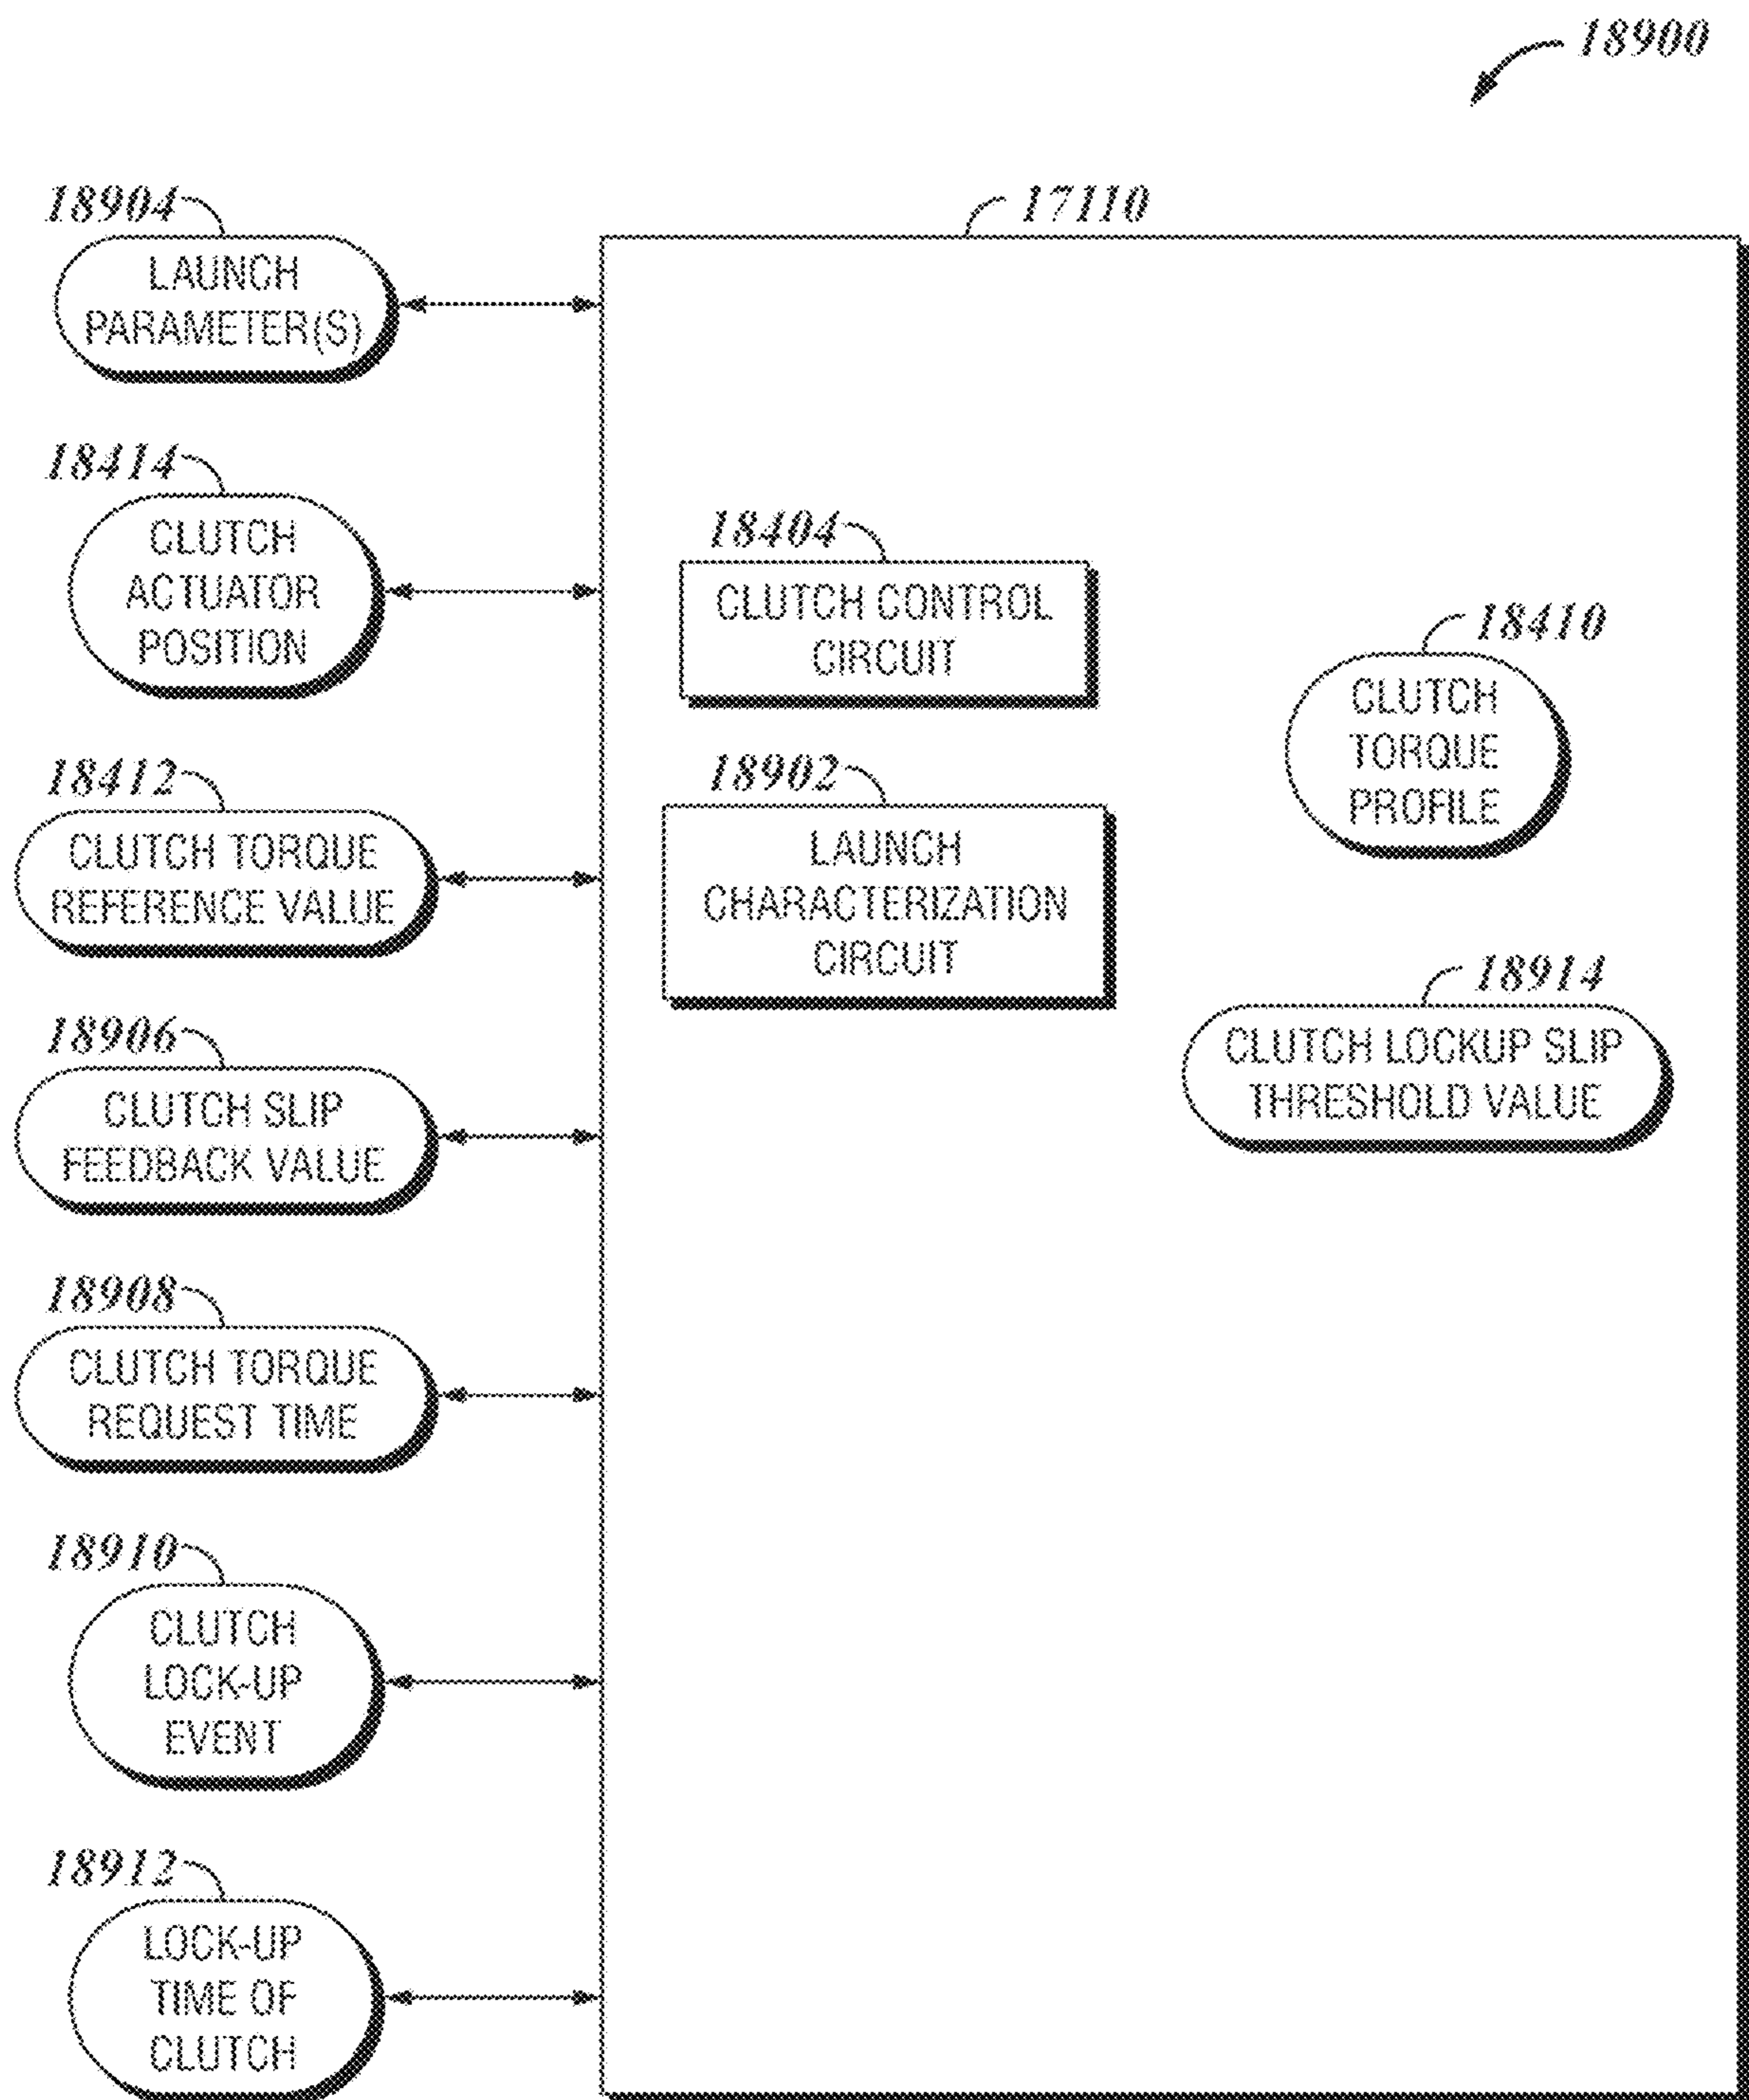 18900
18904
LAUNCH
PARAMETER(S)
17110
18414
CLUTCH
ACTUATOR
POSITION
18404
CLUTCH CONTROL
CIRCUIT
18410
CLUTCH
TORQUE
PROFILE
18412
CLUTCH TORQUE
REFERENCE VALUE
18902
LAUNCH
CHARACTERIZATION
CIRCUIT
18914
CLUTCH LOCKUP SLIP
THRESHOLD VALUE
18906
CLUTCH SLIP
FEEDBACK VALUE
18908
CLUTCH TORQUE
REQUEST TIME
18910
CLUTCH
LOCK-UP
EVENT
18912
LOCK-UP
TIME OF
CLUTCH